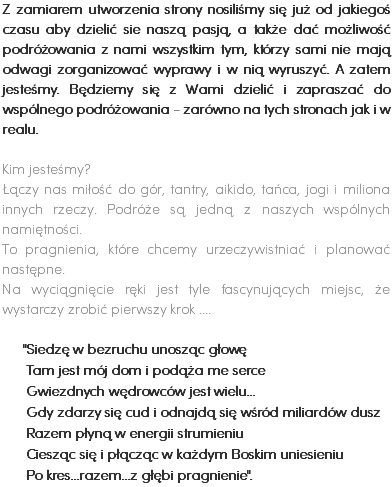 Z zamiarem utworzenia strony nosiliśmy się już od jakiegoś
czasu aby dzielić sie naszą pasją, a także dać możliwość
podróżowania z nami wszystkim tym, którzy sami nie mają
odwagi zorganizować wyprawy i w nią wyruszyć. A zatem
jesteśmy. Będziemy się z Wami dzielić i zapraszać do
wspólnego podróżowania - zarówno na tych stronach jak i w
realu.
Kim jesteśmy?
Łączy nas miłość do gór, tantry, aikido, tańca, jogi i miliona
innych rzeczy. Podróże są jedną z naszych wspólnych
namiętności.
To pragnienia, które chcemy urzeczywistniać i planować
następne.
Na wyciągnięcie ręki jest tyle fascynujących miejsc, że
wystarczy zrobić pierwszy krok ....
"Siedzę w bezruchu unosząc głowę
Tam jest mój dom i podąża me serce
Gwiezdnych wędrowców jest wielu...
Gdy zdarzy się cud i odnajdą się wśród miliardów dusz
Razem płyną w energii strumieniu
Ciesząc się i płącząc w każdym Boskim uniesieniu
Po kres...razem...z głębi pragnienie".